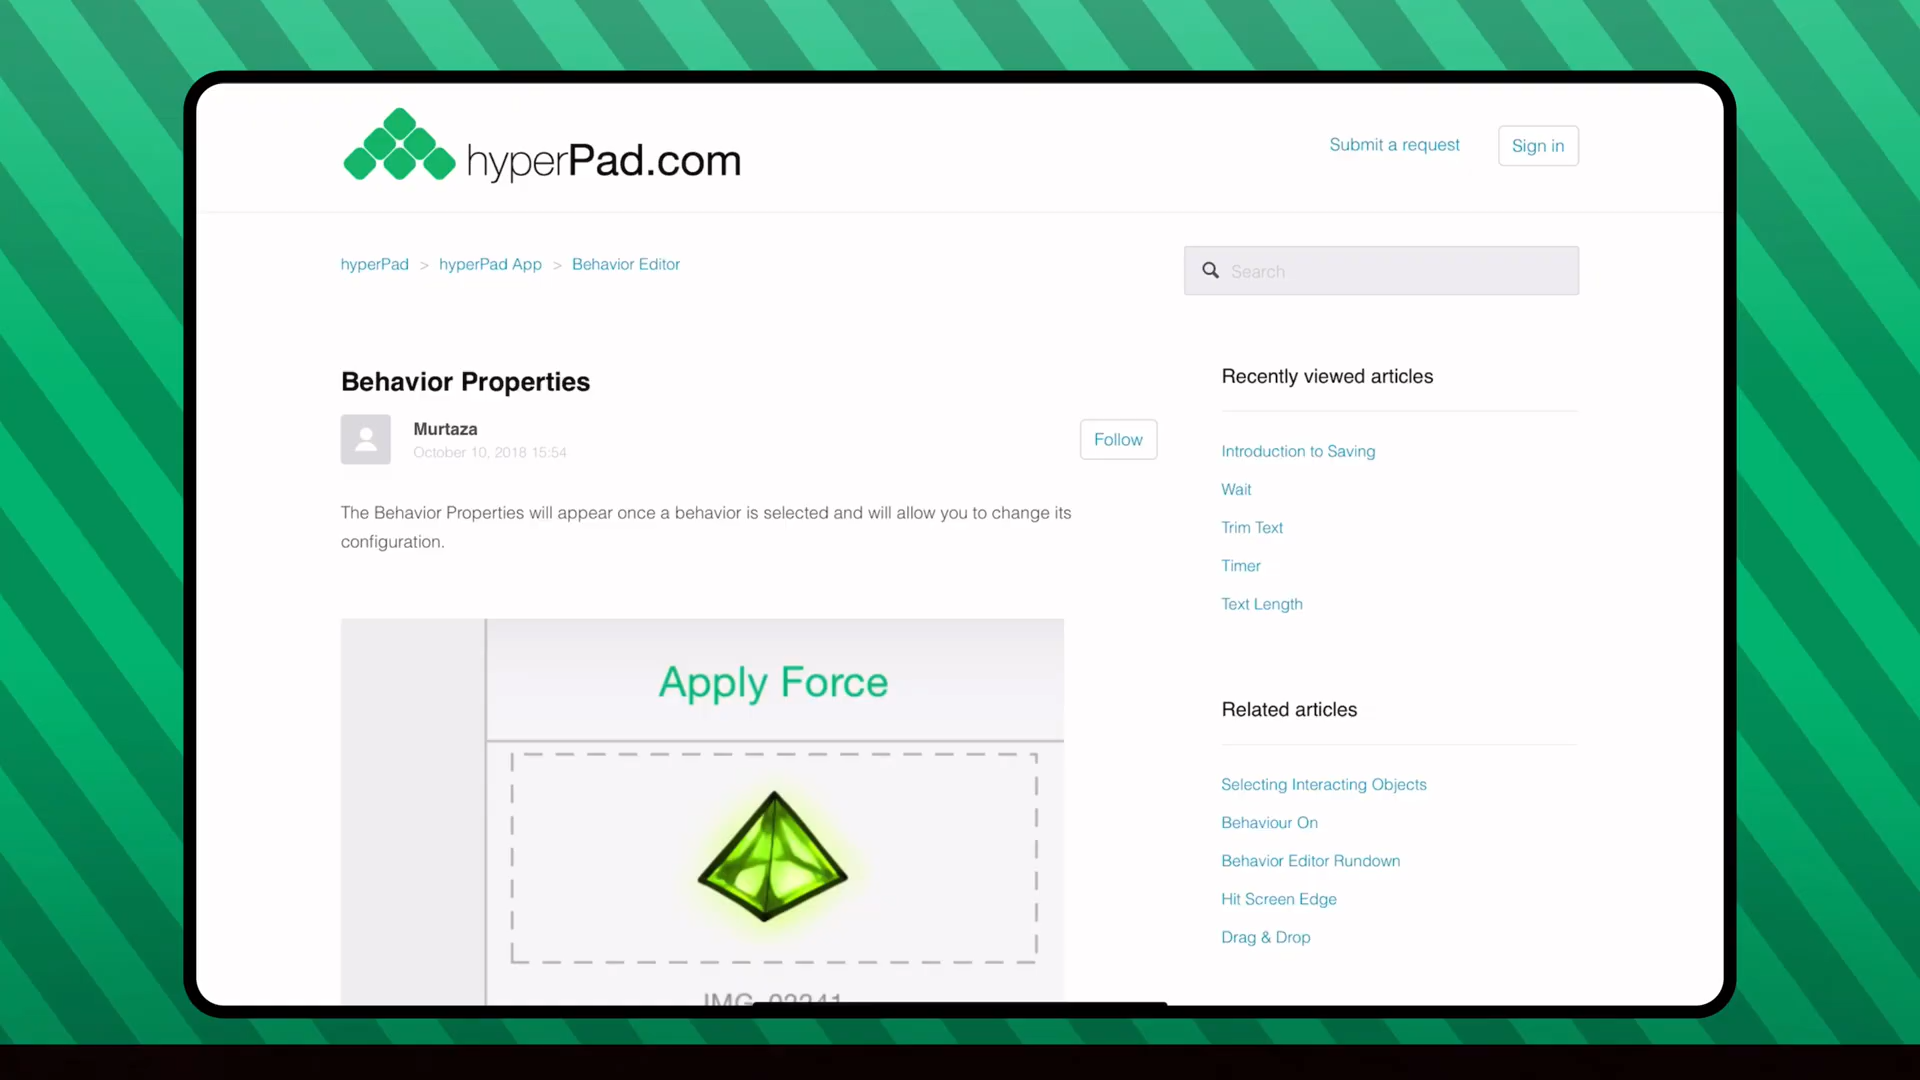 hyperPad.com
Submit a request
Sign in
hyperPad > hyperPad App > Behavior Editor
Search
Behavior Properties
Murtaza
October 10, 2018 15:54
Follow
The Behavior Properties will appear once a behavior is selected and will allow you to change its
configuration.
Apply Force
Recently viewed articles
Introduction to Saving
Wait
Trim Text
Timer
Text Length
Related articles
Selecting Interacting Objects
Behaviour On
Behavior Editor Rundown
Hit Screen Edge
Drag & Drop